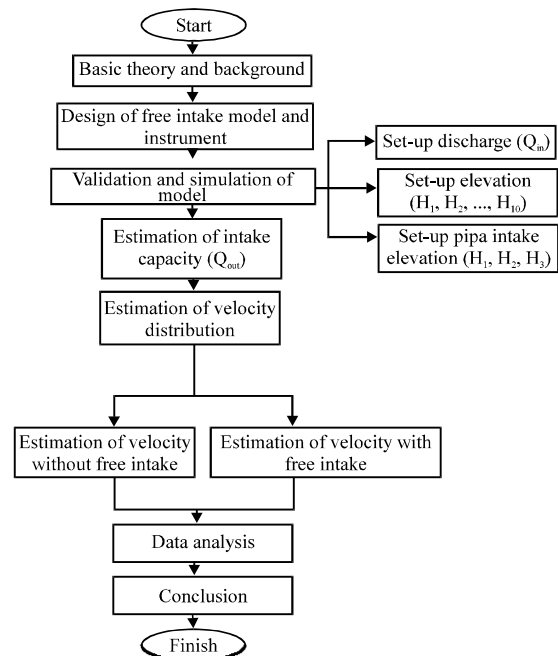 Start
Basic theory and background
Design of free intake model and
instrument
Validation and simulation of
model
Set-up discharge (Qin)
Set-up elevation
(H1, H2, ..., H10)
Set-up pipa intake
elevation (H1, H2, H3)
Estimation of intake
capacity (Qout)
Estimation of velocity
distribution
Estimation of velocity
without free intake
Estimation of velocity with
free intake
Data analysis
Conclusion
Finish